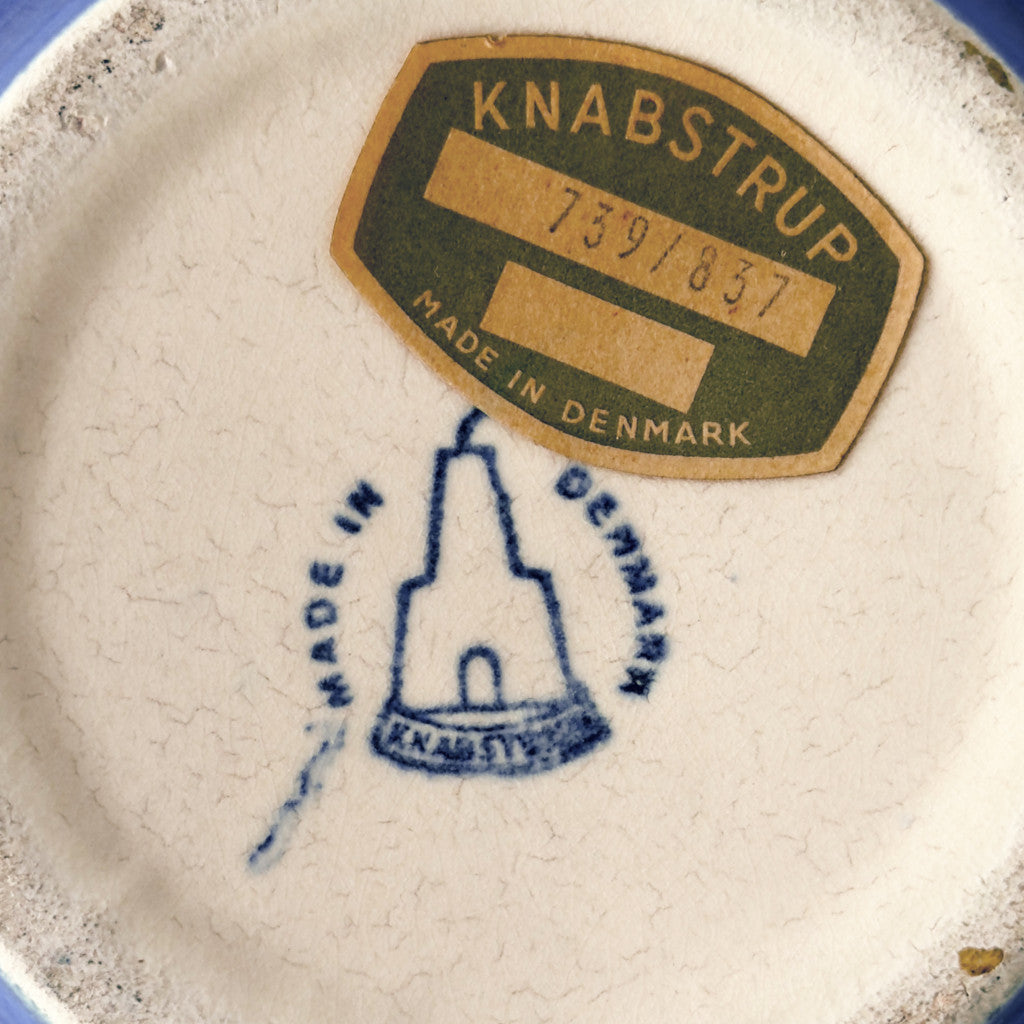 KNABSTRUP
739/837
MADE IN DENMARK
MADE IN DENMARK